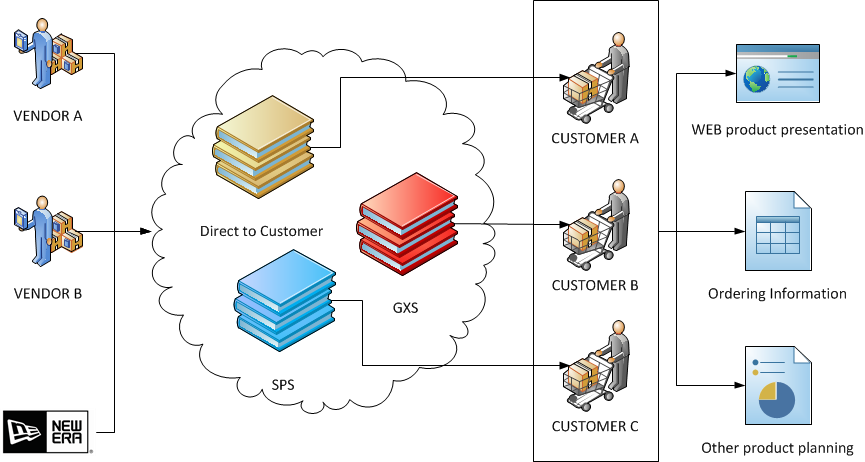 VENDOR A
VENDOR B
NEW
ERA
Direct to Customer
GXS
SPS
CUSTOMER A
CUSTOMER B
CUSTOMER C
WEB product presentation
Ordering Information
Other product planning